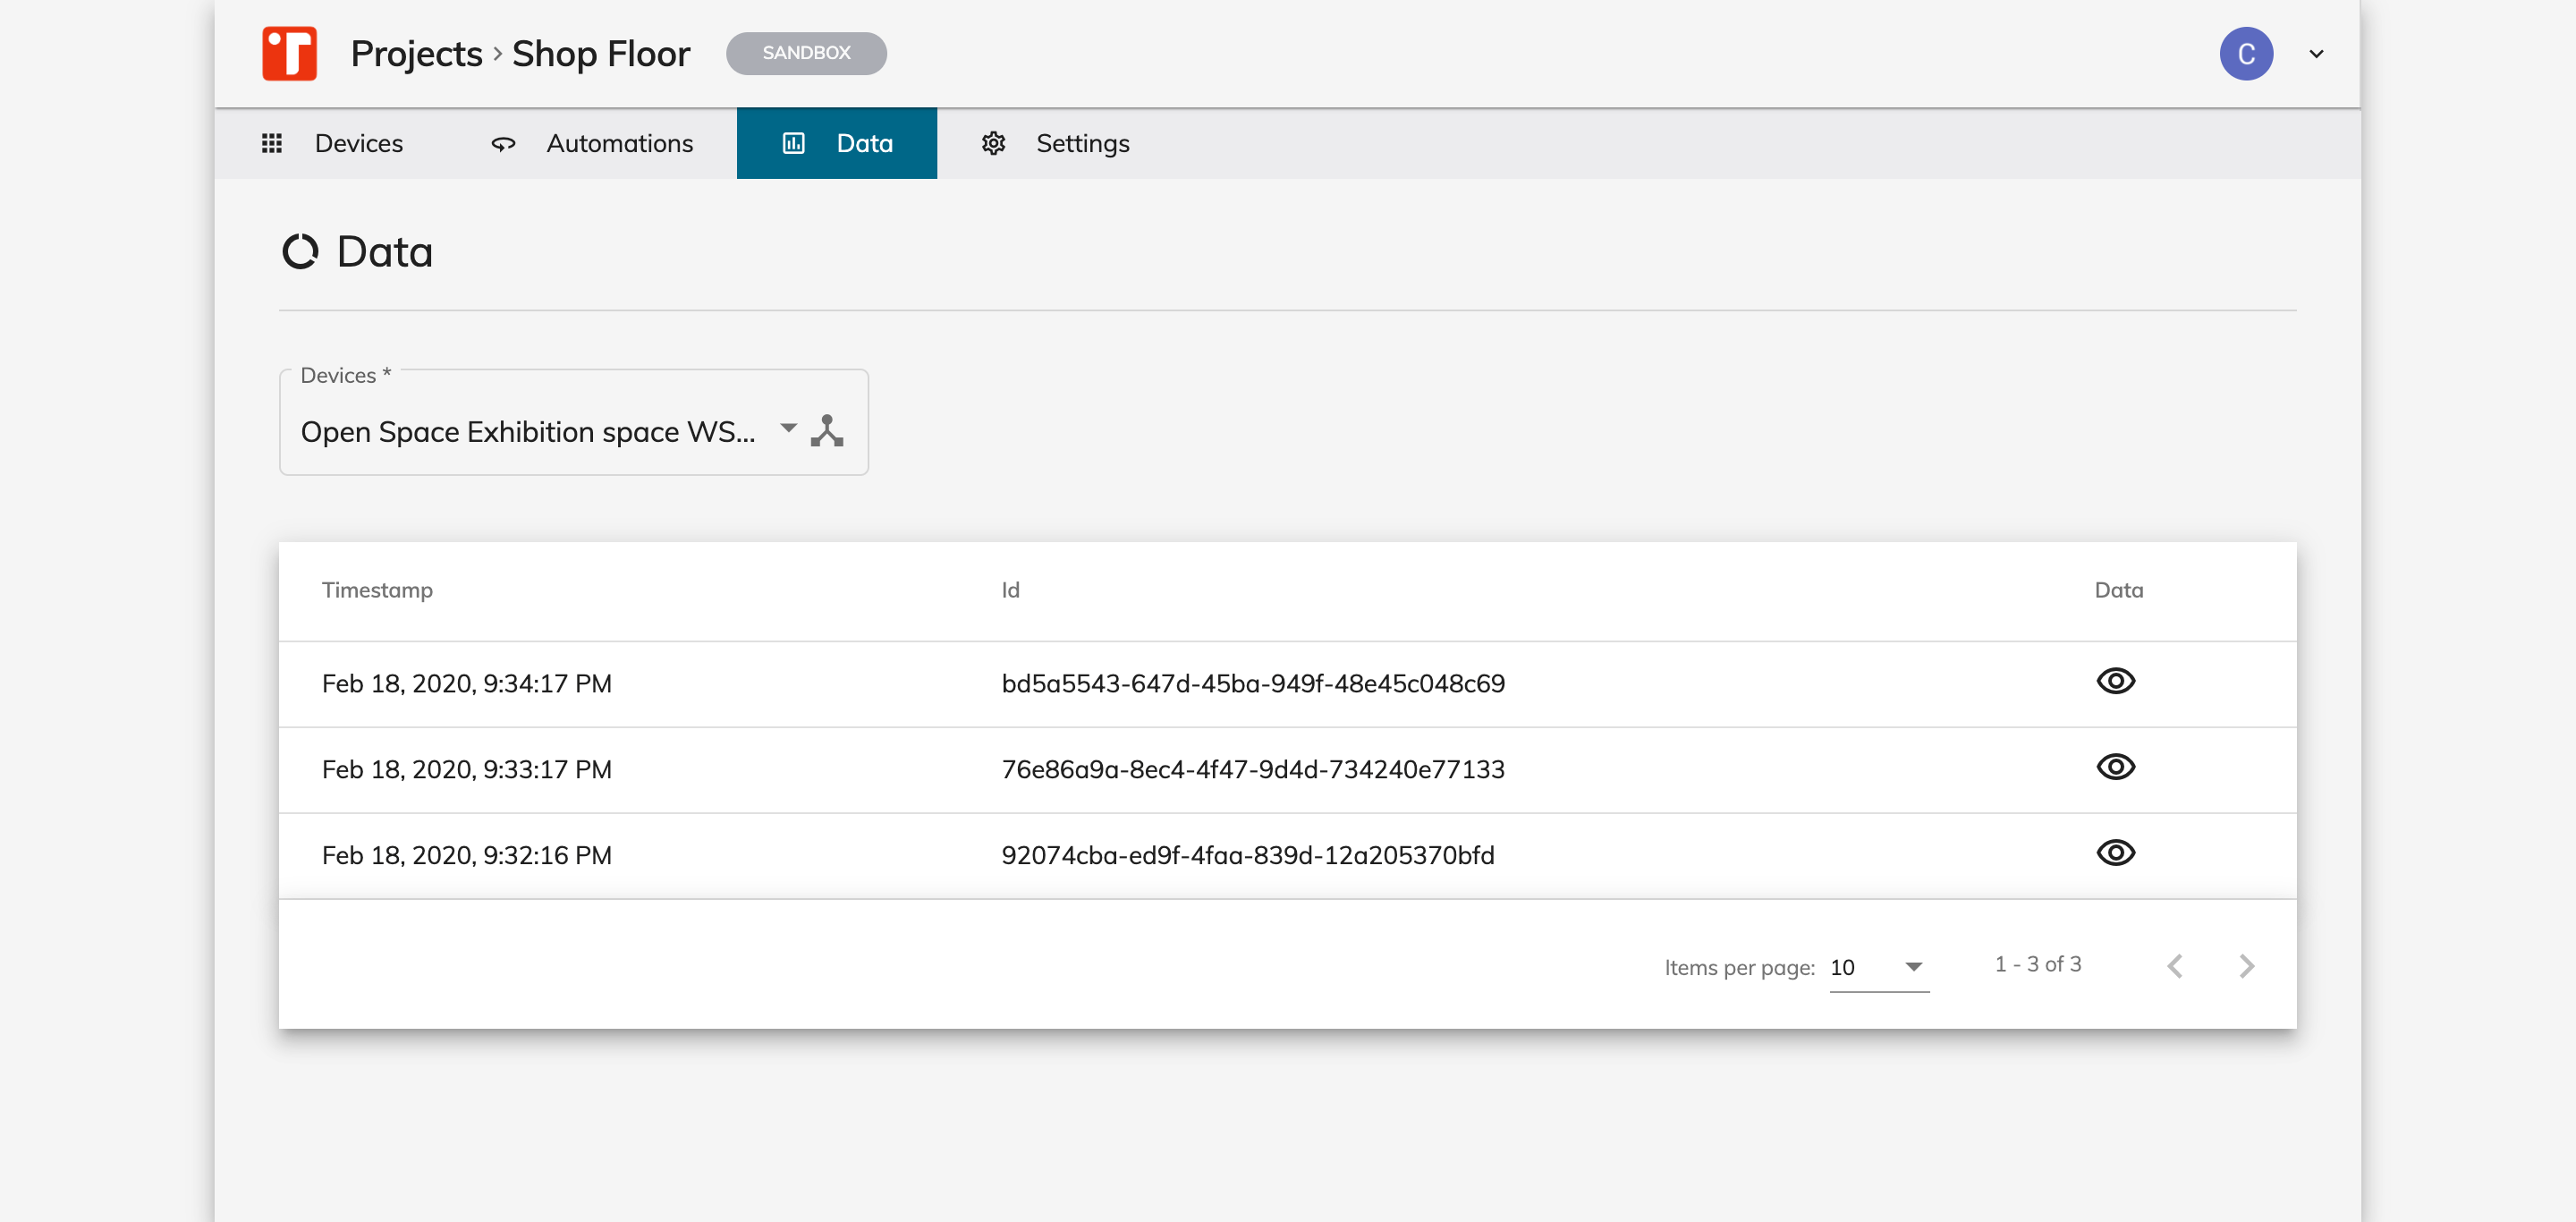 Projects › Shop Floor SANDBOX C
Devices Automations Data Settings
Data
Devices *
Open Space Exhibition space WS...
Timestamp Id Data
Feb 18, 2020, 9:34:17 PM bd5a5543-647d-45ba-949f-48e45c048c69
Feb 18, 2020, 9:33:17 PM 76e86a9a-8ec4-4f47-9d4d-734240e77133
Feb 18, 2020, 9:32:16 PM 92074cba-ed9f-4faa-839d-12a205370bfd
Items per page: 10 1 - 3 of 3